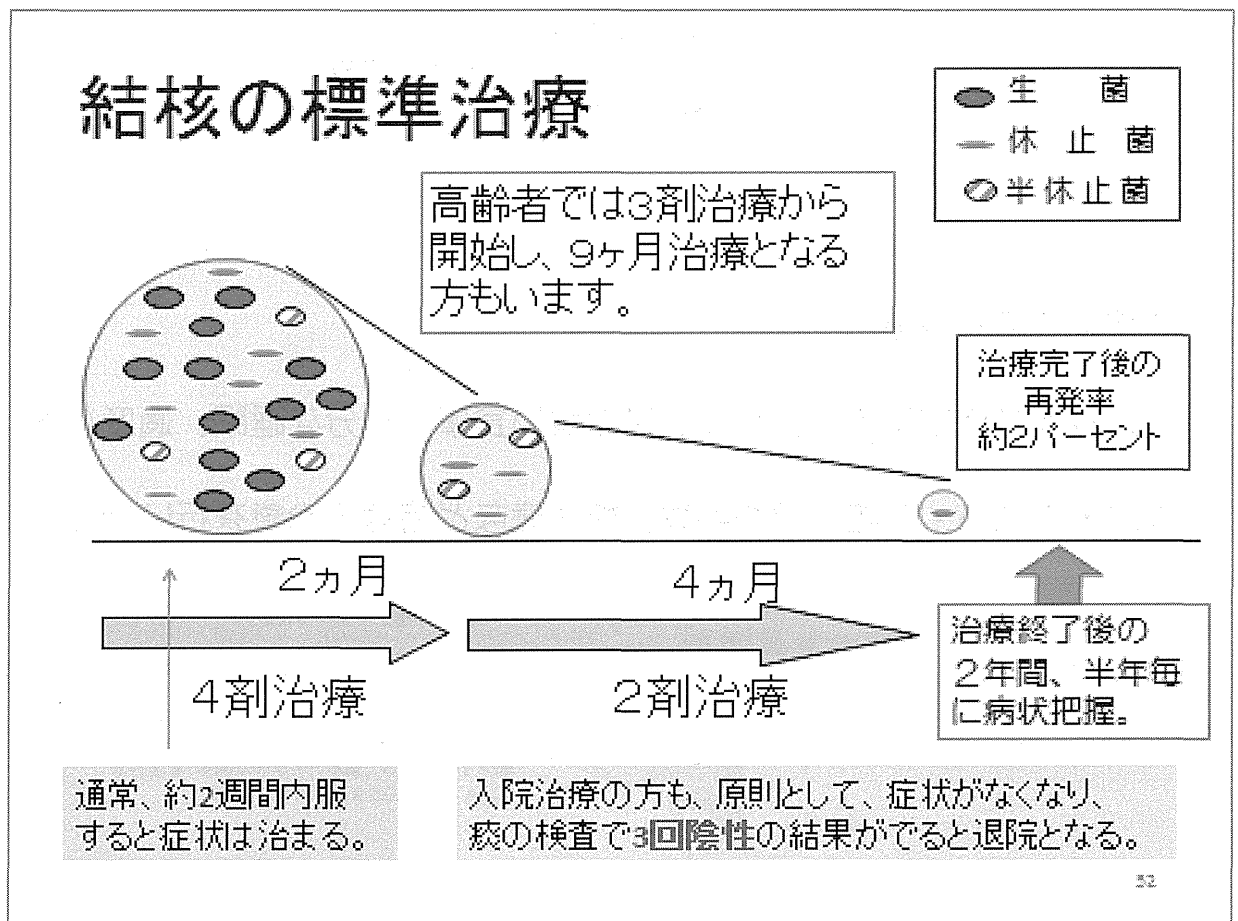 結核の標準治療
生 菌
休 止 菌
半休止菌
高齢者では3剤治療から
開始し、9ヶ月治療となる
方もいます。
治療完了後の
再発率
約2パーセント
2ヵ月
4ヵ月
4剤治療
2剤治療
治療終了後の
2年間、半年毎
に病状把握。
通常、約2週間内服
すると症状は治まる。
入院治療の方も、原則として、症状がなくなり、
痰の検査で3回陰性の結果がでると退院となる。
52